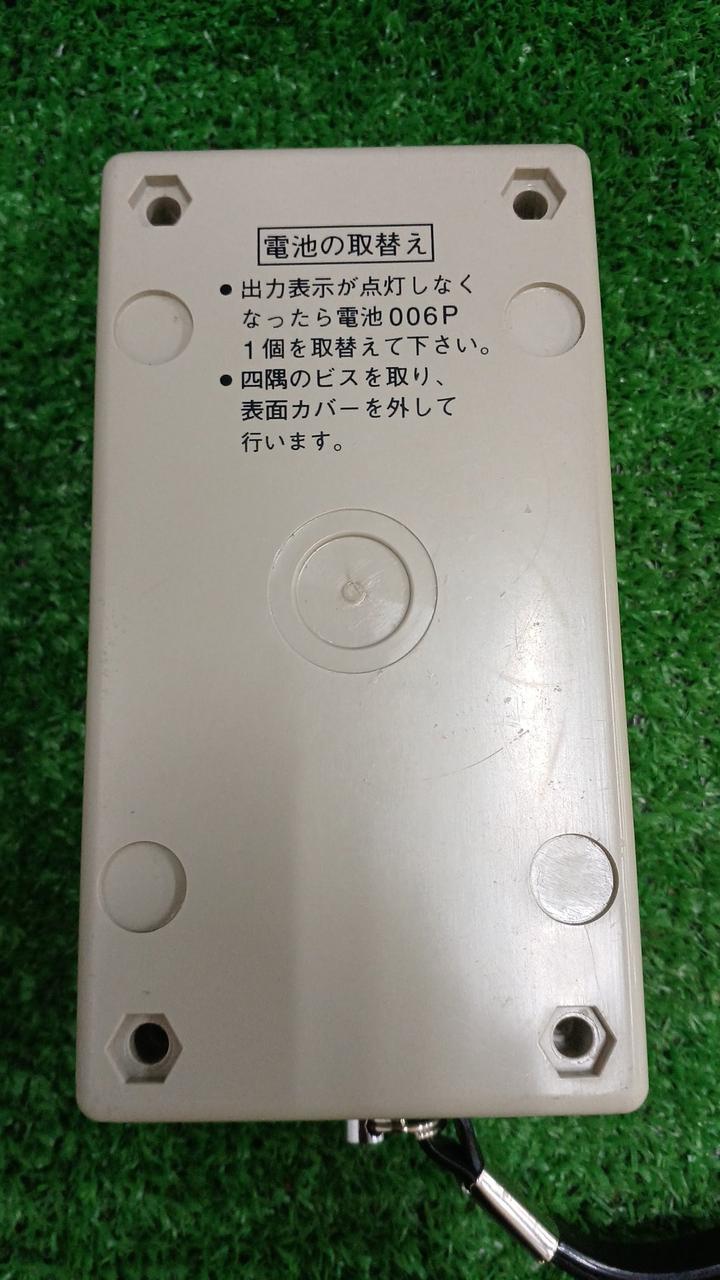 電池の取替え
●出力表示が点灯しなく
なったら電池006P
1個を取替えて下さい。
●四隅のビスを取り、
表面カバーを外して
行います。